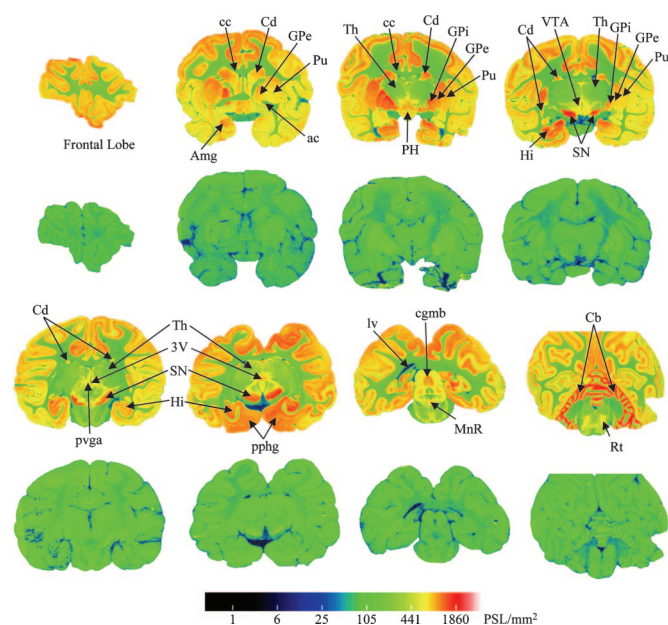 cc Cd GPe Pu
Th cc Cd GPi GPe Pu
Cd VTA Th GPi GPe Pu
Frontal Lobe
Amg
ac
PH
Hi
SN
Cd
Th
3V
SN
Hi
pvga
pphg
lv
cgmb
MnR
Cb
Rt
1 6 25 105 441 1860 PSL/mm²